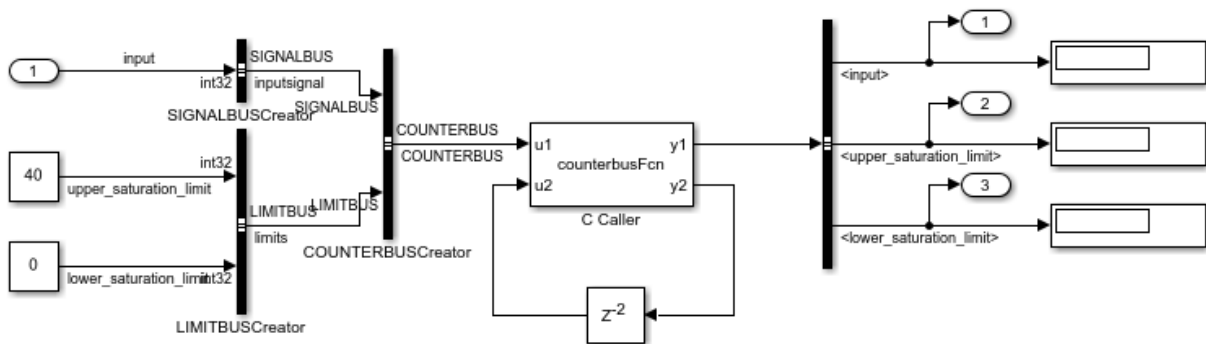 1
input
int32
SIGNALBUS
inputsignal
SIGNALBUS
SIGNALBUSCreator
40
upper_saturation_limit
int32
0
lower_saturation_limit
int32
LIMITBUS
limits
LIMITBUS
LIMITBUSCreator
COUNTERBUS
COUNTERBUS
COUNTERBUSCreator
u1
u2
counterbusFcn
y1
y2
C Caller
Z-2
1
<input>
2
<upper_saturation_limit>
3
<lower_saturation_limit>